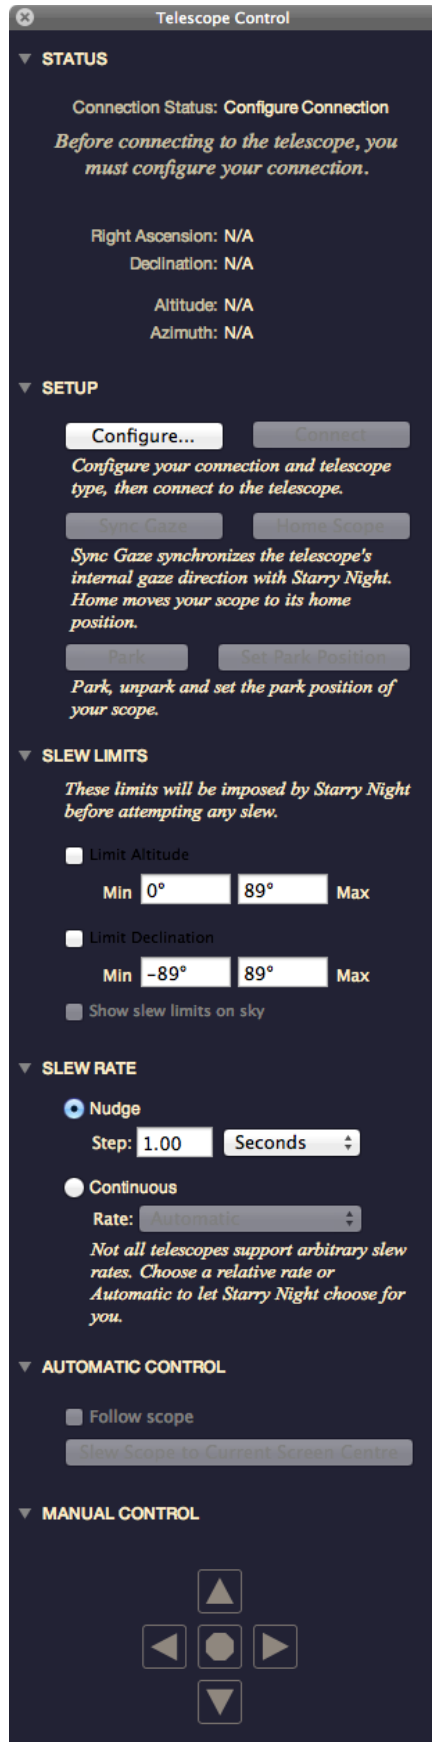 Telescope Control
STATUS
Connection Status: Configure Connection
Before connecting to the telescope, you
must configure your connection.
Right Ascension: N/A
Declination: N/A
Altitude: N/A
Azimuth: N/A
SETUP
Configure... Connect
Configure your connection and telescope
type, then connect to the telescope.
Sync Gaze Home Scope
Sync Gaze synchronizes the telescope's
internal gaze direction with Starry Night.
Home moves your scope to its home
position.
Park Set Park Position
Park, unpark and set the park position of
your scope.
SLEW LIMITS
These limits will be imposed by Starry Night
before attempting any slew.
Limit Altitude
Min 0° 89° Max
Limit Declination
Min -89° 89° Max
Show slew limits on sky
SLEW RATE
Nudge
Step: 1.00 Seconds
Continuous
Rate: Automatic
Not all telescopes support arbitrary slew
rates. Choose a relative rate or
Automatic to let Starry Night choose for
you.
AUTOMATIC CONTROL
Follow scope
Slew Scope to Current Screen Centre
MANUAL CONTROL